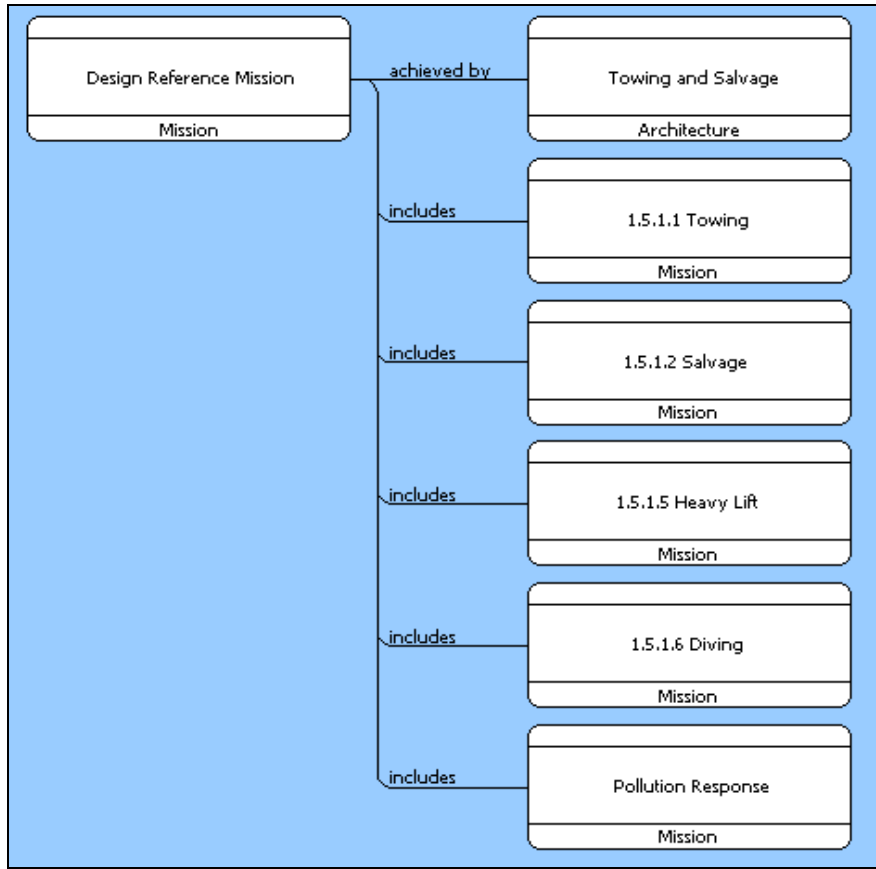 Design Reference Mission
Mission
achieved by
Towing and Salvage
Architecture
includes
1.5.1.1 Towing
Mission
includes
1.5.1.2 Salvage
Mission
includes
1.5.1.5 Heavy Lift
Mission
includes
1.5.1.6 Diving
Mission
includes
Pollution Response
Mission